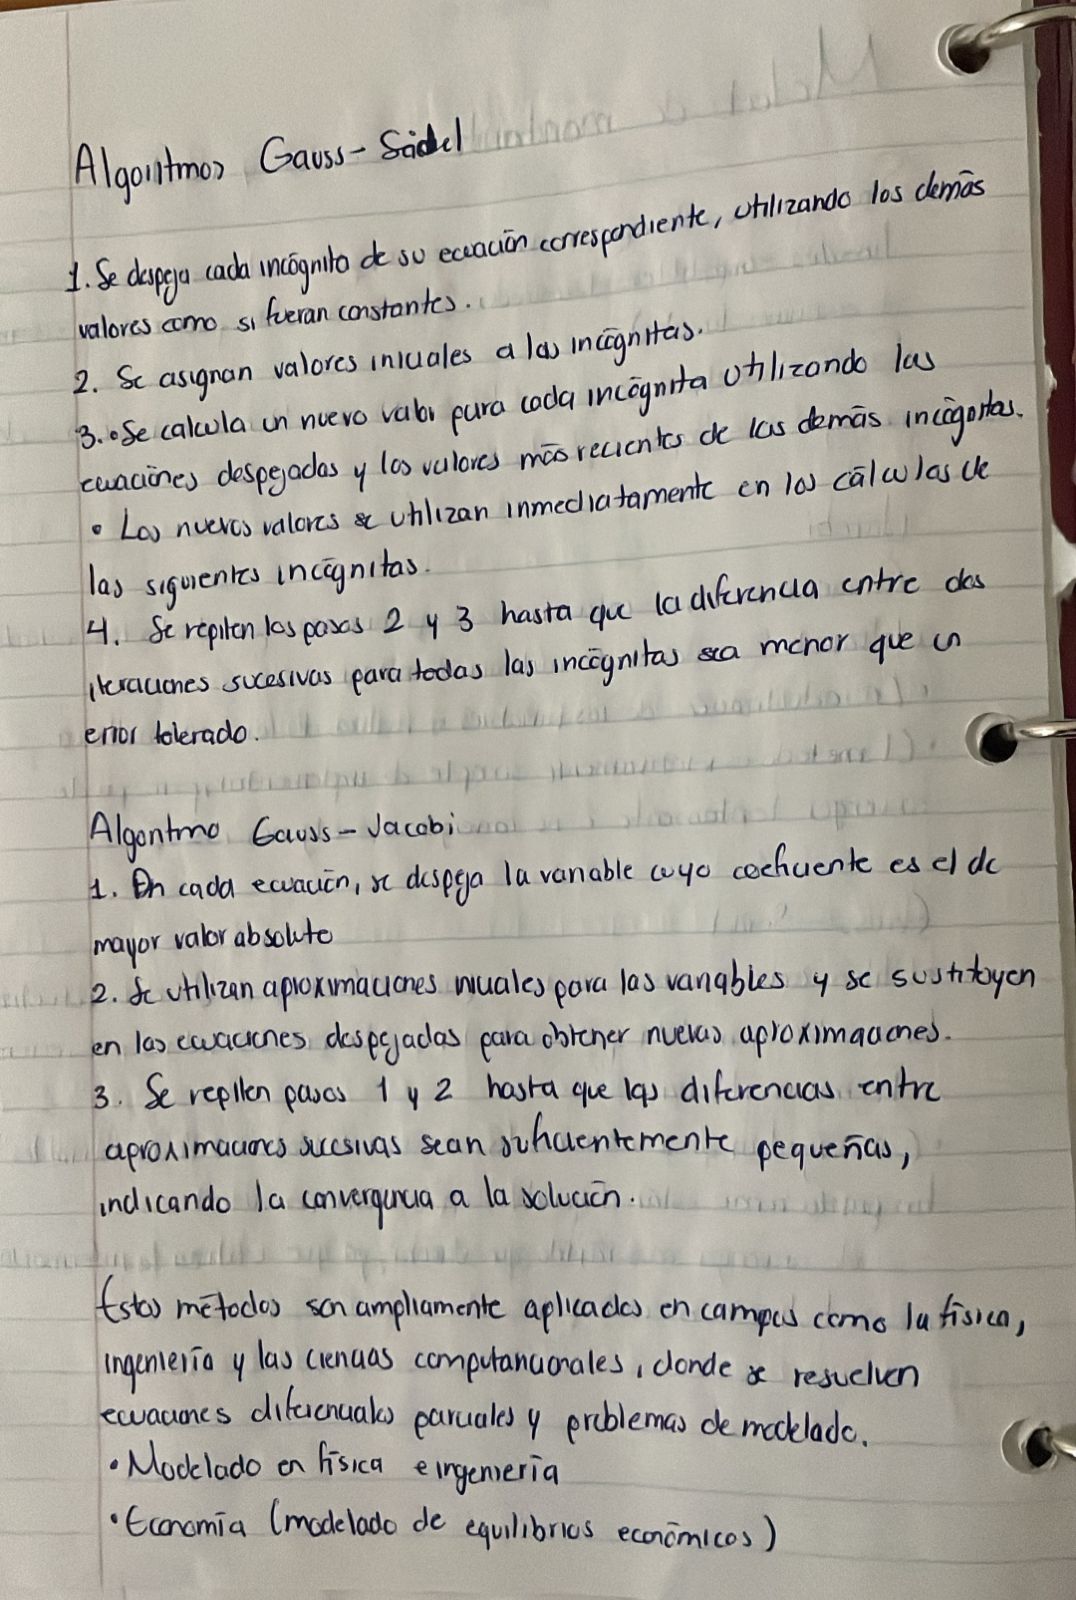 Algoritmos Gauss-Seidel
1. Se despeja cada incógnita de su ecuación correspondiente, utilizando los demás
valores como si fueran constantes.
2. Se asignan valores iniciales a las incógnitas.
3. • Se calcula un nuevo valor para cada incógnita utilizando las
ecuaciones despejadas y los valores más recientes de las demás incógnitas.
• Los nuevos valores se utilizan inmediatamente en los cálculos de
las siguientes incógnitas.
4. Se repiten los pasos 2 y 3 hasta que la diferencia entre dos
iteraciones sucesivas para todas las incógnitas sea menor que un
error tolerado.
Algoritmo Gauss-Jacobi
1. En cada ecuación, se despeja la variable cuyo coeficiente es el de
mayor valor absoluto
2. Se utilizan aproximaciones iniciales para las variables y se sustituyen
en las ecuaciones despejadas para obtener nuevas aproximaciones.
3. Se repiten pasos 1 y 2 hasta que las diferencias entre
aproximaciones sucesivas sean suficientemente pequeñas,
indicando la convergencia a la solución.
Estos métodos son ampliamente aplicados en campos como la física,
ingeniería y las ciencias computacionales, donde se resuelven
ecuaciones diferenciales parciales y problemas de modelado.
• Modelado en física e ingeniería
• Economía (modelado de equilibrios económicos)